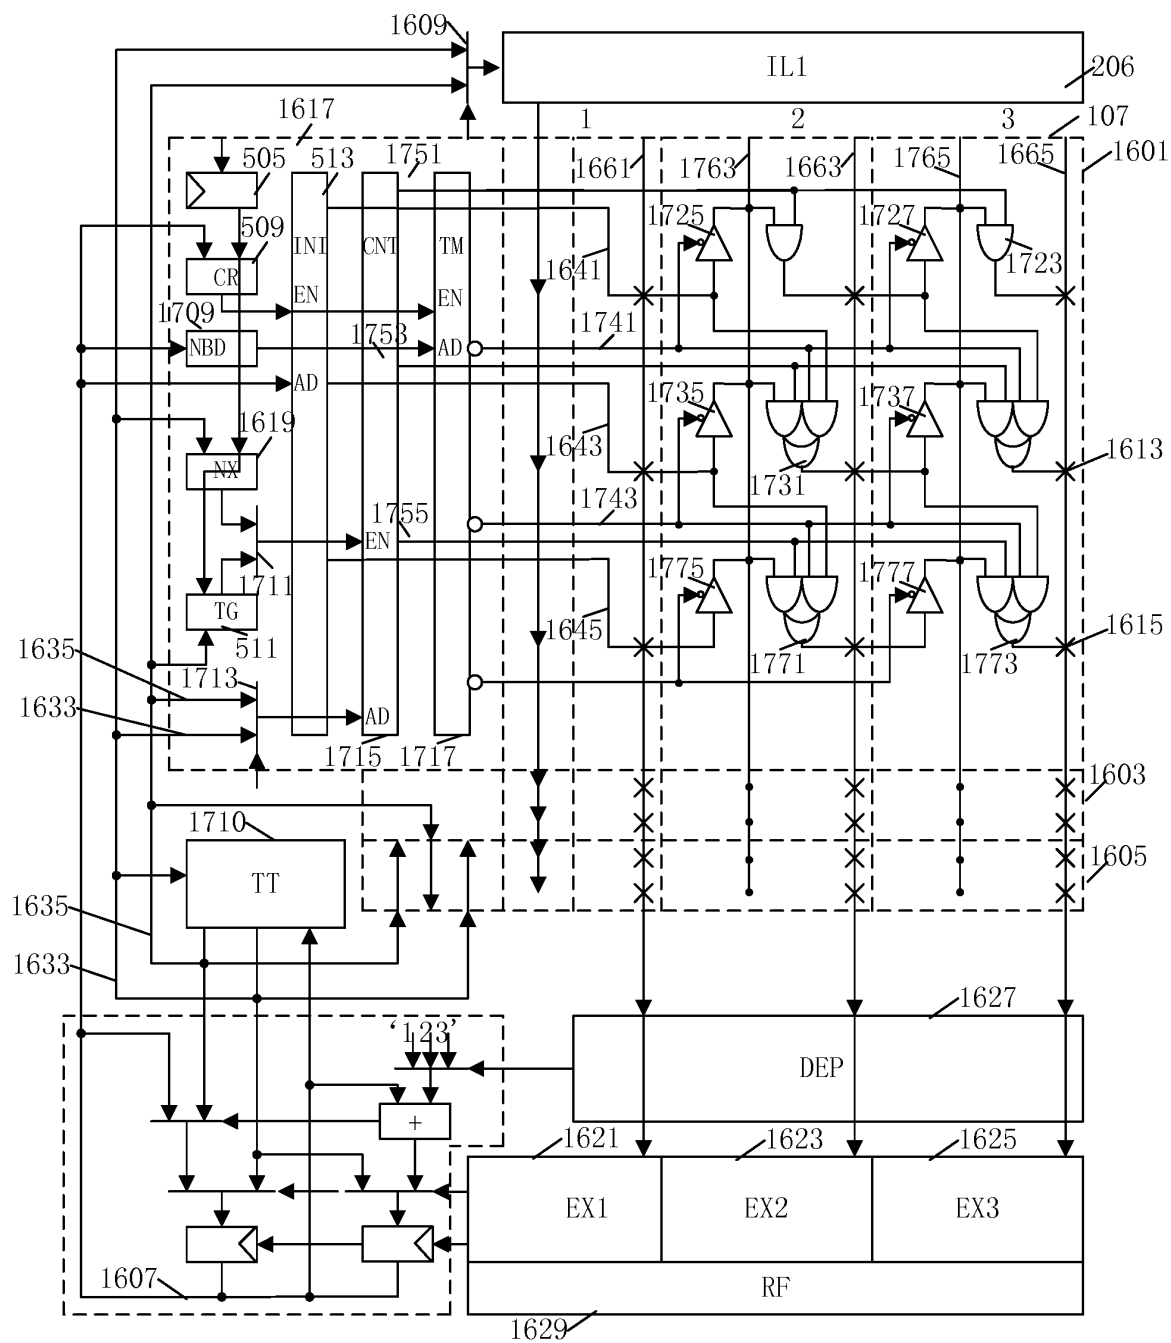 1609
IL1
206
1617
1
2
3
107
505
513
1751
1661
1763
1663
1765
1665
1601
1725
1727
509
INI
CNT
TM
1641
1723
CR
EN
EN
1709
1753
1741
NBD
AD
AD
1735
1737
1619
1643
1613
NX
1731
1755
1743
EN
1711
1775
1777
TG
1645
1615
511
1771
1773
1635
1713
1633
AD
1715
1717
1603
1710
TT
1605
1635
1633
1627
‘123’
DEP
+
1621
1623
1625
EX1
EX2
EX3
1607
RF
1629